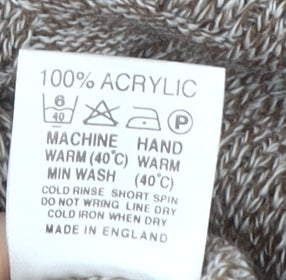 100% ACRYLIC
6
40
P
MACHINE HAND
WARM (40°C) WARM
MIN WASH (40°C)
COLD RINSE SHORT SPIN
DO NOT WRING LINE DRY
COLD IRON WHEN DRY
MADE IN ENGLAND